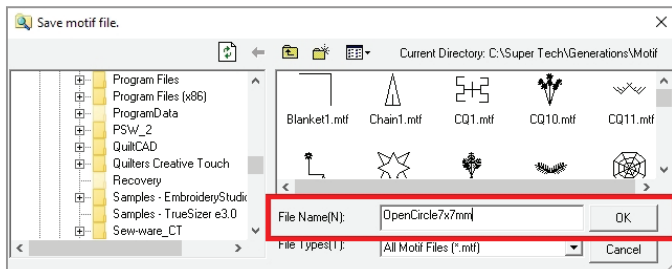 Save motif file.
Current Directory: C:\Super Tech\Generations\Motif
Program Files
Program Files (x86)
ProgramData
PSW_2
QuiltCAD
Quilters Creative Touch
Recovery
Samples - EmbroideryStudio
Samples - TrueSizer e3.0
Sew-ware_CT
Blanket1.mtf Chain1.mtf CQ1.mtf CQ10.mtf CQ11.mtf
File Name(N): OpenCircle7x7mm OK
File Types(T): All Motif Files (*.mtf) Cancel